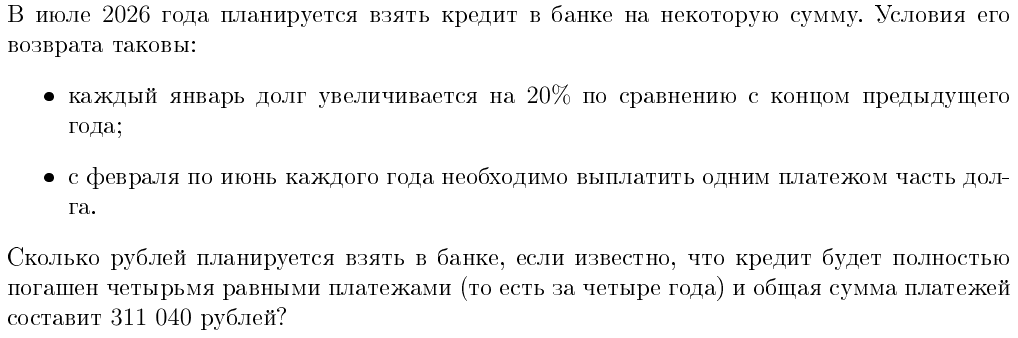 В июле 2026 года планируется взять кредит в банке на некоторую сумму. Условия его
возврата таковы:
• каждый январь долг увеличивается на 20% по сравнению с концом предыдущего
года;
• с февраля по июнь каждого года необходимо выплатить одним платежом часть дол-
га.
Сколько рублей планируется взять в банке, если известно, что кредит будет полностью
погашен четырьмя равными платежами (то есть за четыре года) и общая сумма платежей
составит 311 040 рублей?